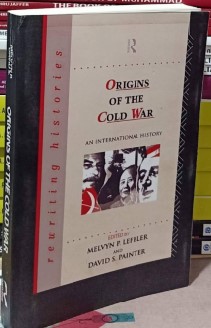 MUHAMMAD
R
rewriting histories
ORIGINS
OF THE
COLD WAR
AN INTERNATIONAL HISTORY
EDITED BY
MELVYN P. LEFFLER
AND
DAVID S. PAINTER
ORIGINS OF THE COLD WAR